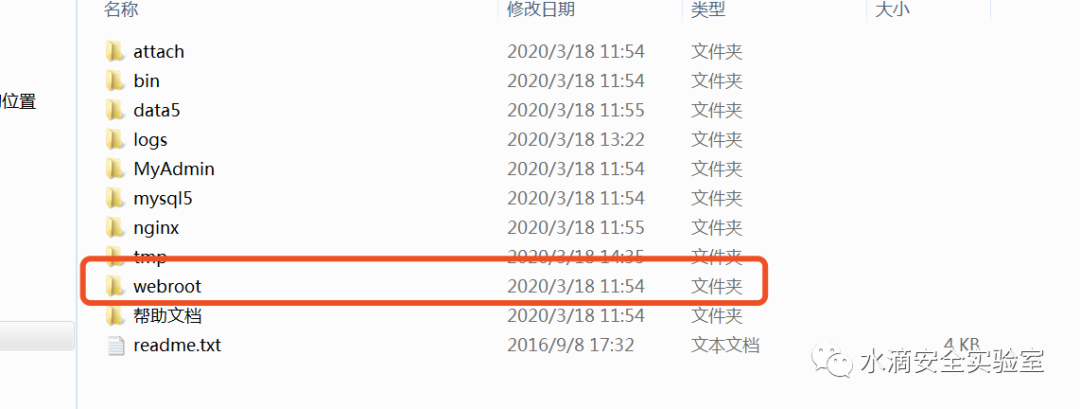 名称 修改日期 类型 大小
attach 2020/3/18 11:54 文件夹
bin 2020/3/18 11:54 文件夹
位置
data5 2020/3/18 11:55 文件夹
logs 2020/3/18 13:22 文件夹
MyAdmin 2020/3/18 11:54 文件夹
mysql5 2020/3/18 11:54 文件夹
nginx 2020/3/18 11:55 文件夹
tmp 2020/3/18 14:35 文件夹
webroot 2020/3/18 11:54 文件夹
帮助文档 2020/3/18 11:54 文件夹
readme.txt 2016/9/8 17:32 文本文档 4 KB
水滴安全实验室